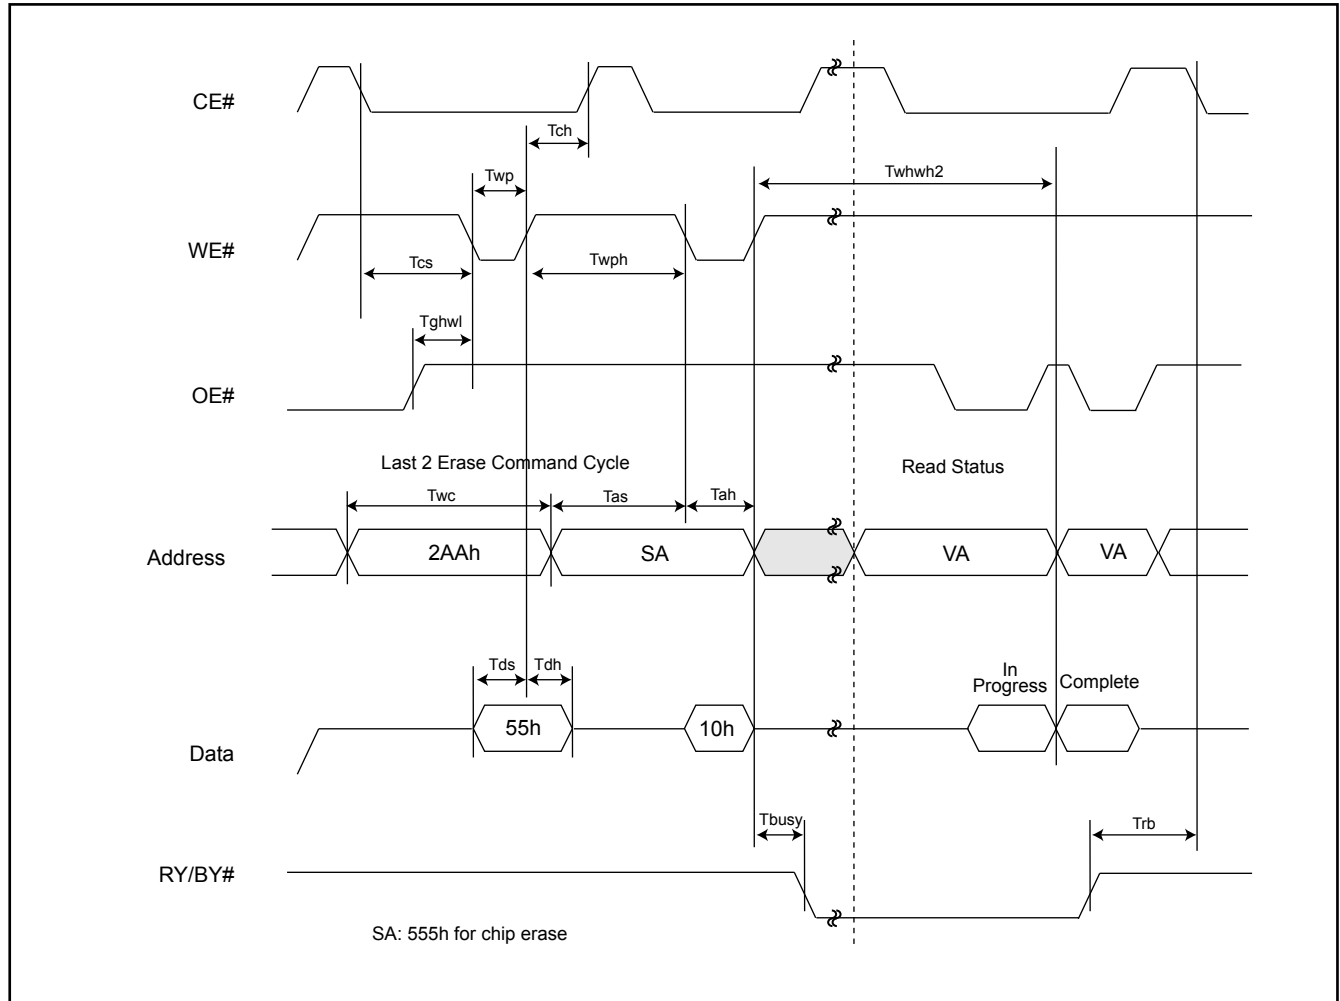 CE#
Tch
Twp
Twhwh2
WE#
Tcs
Twph
Tghwl
OE#
Last 2 Erase Command Cycle
Read Status
Twc
Tas
Tah
Address
2AAh
SA
VA
VA
Tds
Tdh
In
Progress
Complete
55h
10h
Data
Tbusy
Trb
RY/BY#
SA: 555h for chip erase